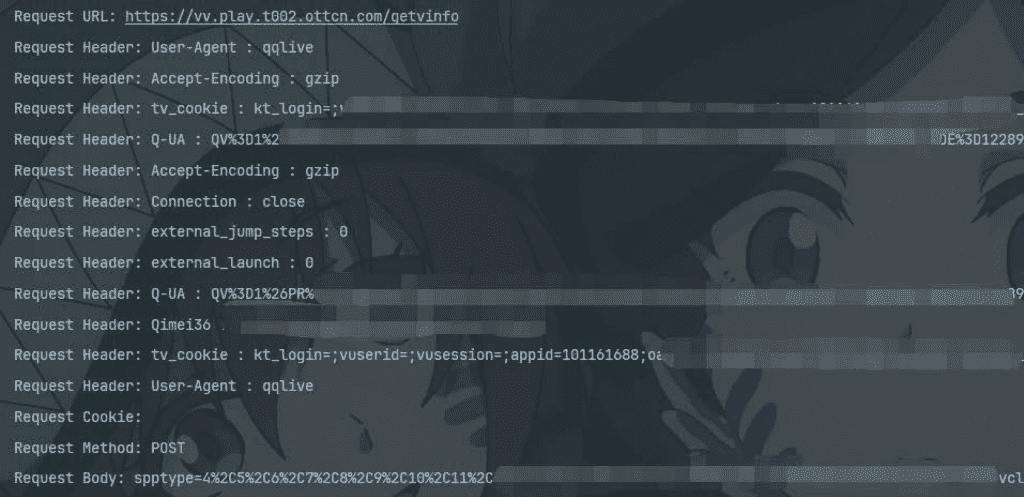 Request URL: https://vv.play.t002.ottcn.com/qetvinfo
Request Header: User-Agent : qqlive
Request Header: Accept-Encoding : gzip
Request Header: tv_cookie : kt_login=;v
Request Header: Q-UA : QV%3D1%2 DE%3D12289
Request Header: Accept-Encoding : gzip
Request Header: Connection : close
Request Header: external_jump_steps : 0
Request Header: external_launch : 0
Request Header: Q-UA : QV%3D1%26PR%
Request Header: Qimei36
Request Header: tv_cookie : kt_login=;vuserid=;vusession=;appid=101161688;oa
Request Header: User-Agent : qqlive
Request Cookie:
Request Method: POST
Request Body: spptype=4%2C5%2C6%2C7%2C8%2C9%2C10%2C11%2C vcl